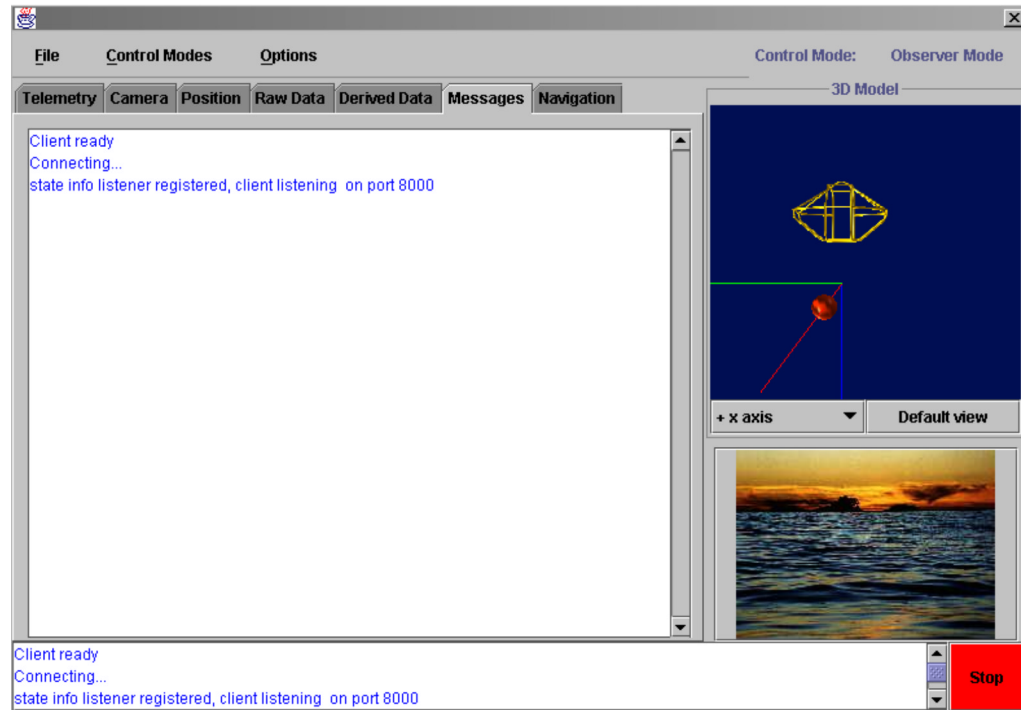 File Control Modes Options Control Mode: Observer Mode
Telemetry Camera Position Raw Data Derived Data Messages Navigation
3D Model
Client ready
Connecting...
state info listener registered, client listening  on port 8000
+ x axis Default view
Client ready
Connecting...
state info listener registered, client listening  on port 8000
Stop